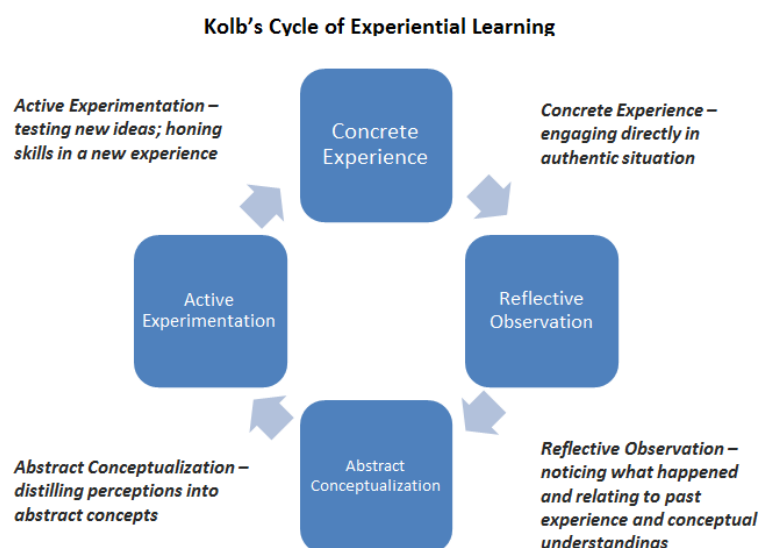 Kolb’s Cycle of Experiential Learning
Active Experimentation –
testing new ideas; honing
skills in a new experience
Concrete
Experience
Concrete Experience –
engaging directly in
authentic situation
Active
Experimentation
Reflective
Observation
Abstract Conceptualization –
distilling perceptions into
abstract concepts
Abstract
Conceptualization
Reflective Observation –
noticing what happened
and relating to past
experience and conceptual
understandings